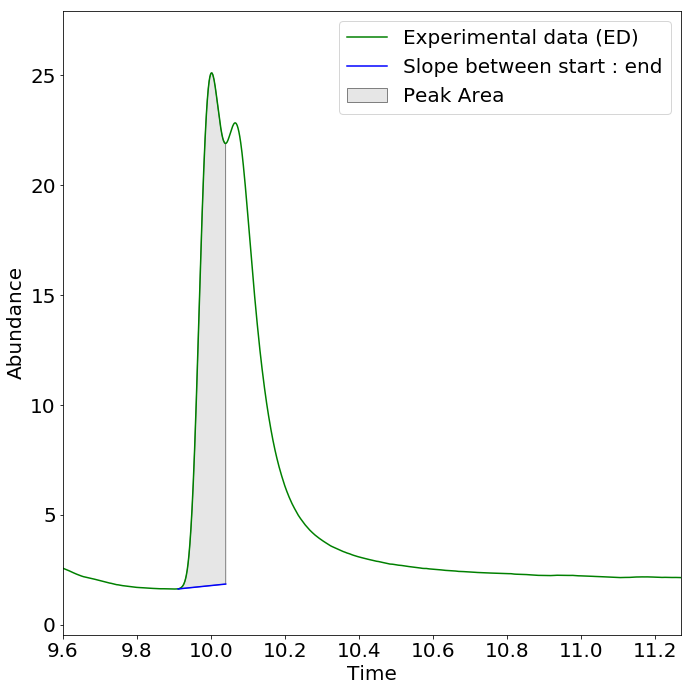 Experimental data (ED)
Slope between start : end
Peak Area
Abundance
25
20
15
10
5
0
9.6 9.8 10.0 10.2 10.4 10.6 10.8 11.0 11.2
Time